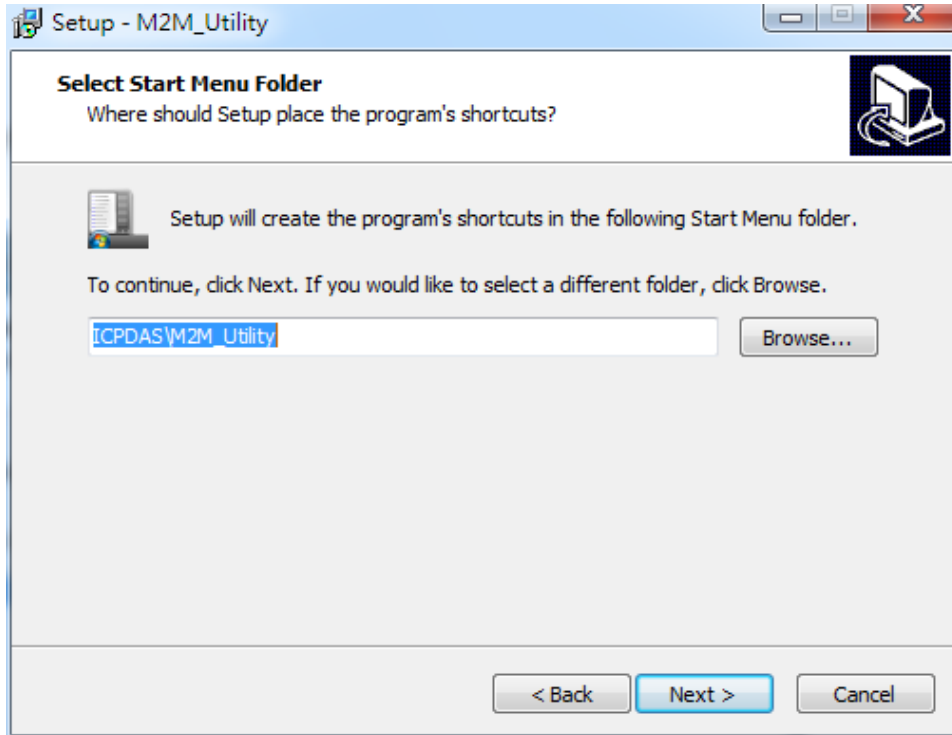 Setup - M2M_Utility
Select Start Menu Folder
Where should Setup place the program's shortcuts?
Setup will create the program's shortcuts in the following Start Menu folder.
To continue, click Next. If you would like to select a different folder, click Browse.
ICPDAS\M2M_Utility
Browse...
< Back
Next >
Cancel